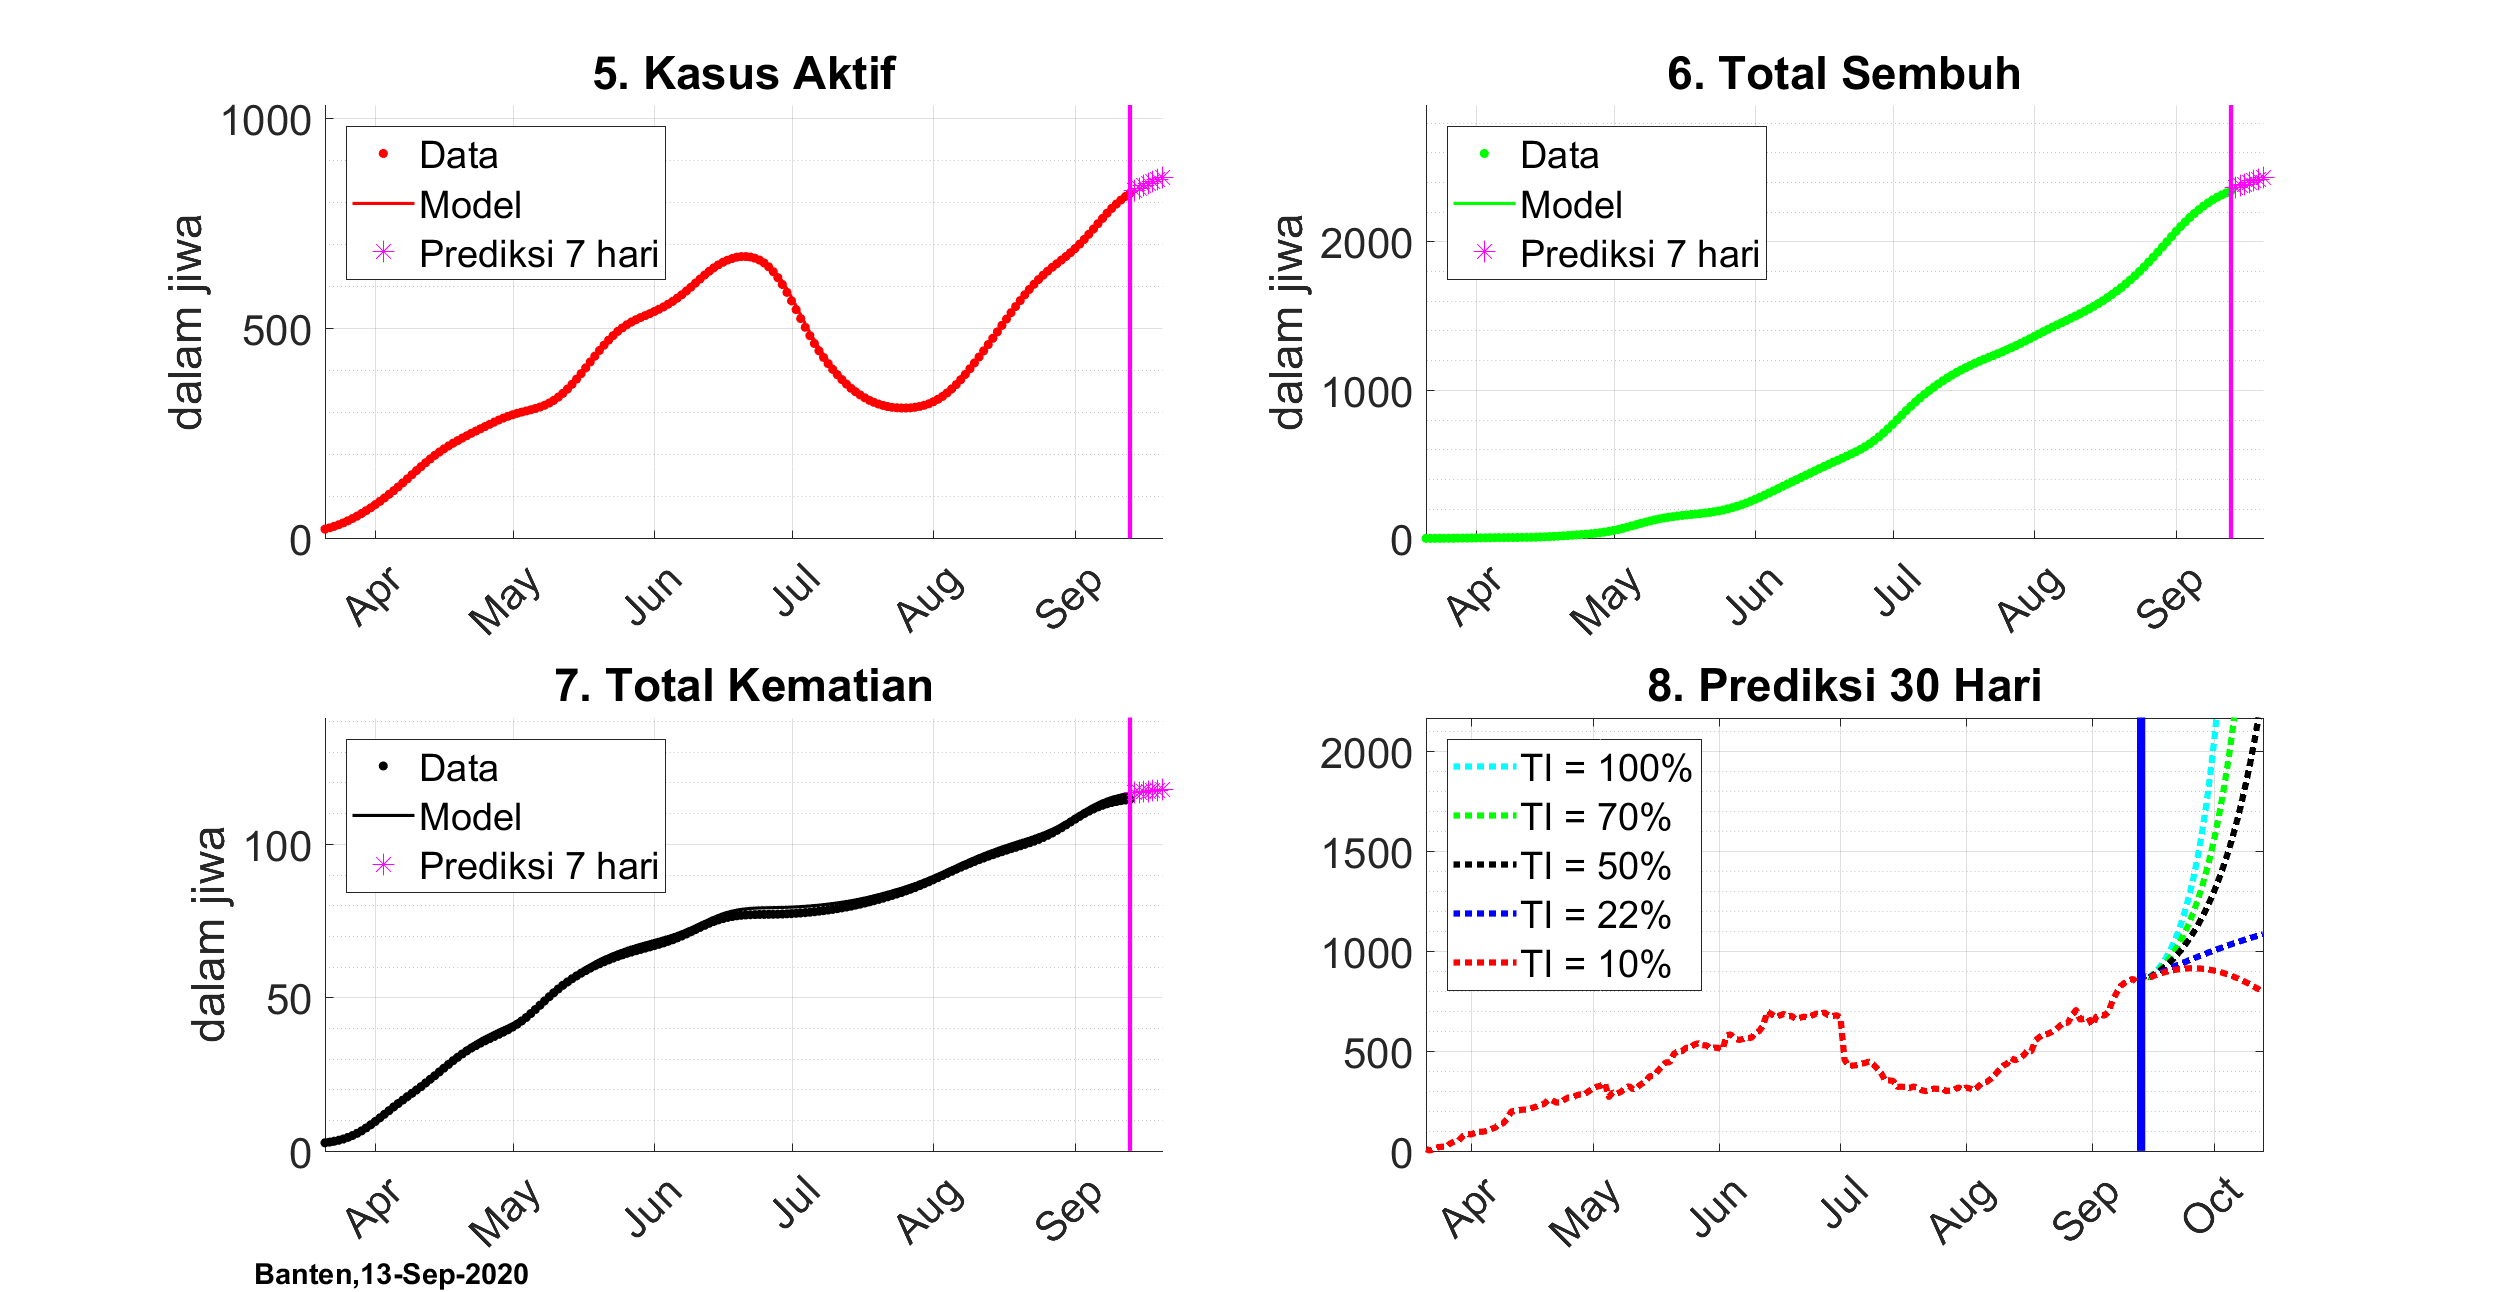 5. Kasus Aktif
1000
500
0
dalam jiwa
Data
Model
Prediksi 7 hari
Apr
May
Jun
Jul
Aug
Sep
6. Total Sembuh
2000
1000
0
dalam jiwa
Data
Model
Prediksi 7 hari
Apr
May
Jun
Jul
Aug
Sep
7. Total Kematian
100
50
0
dalam jiwa
Data
Model
Prediksi 7 hari
Apr
May
Jun
Jul
Aug
Sep
8. Prediksi 30 Hari
2000
1500
1000
500
0
TI = 100%
TI = 70%
TI = 50%
TI = 22%
TI = 10%
Apr
May
Jun
Jul
Aug
Sep
Oct
Banten,13-Sep-2020